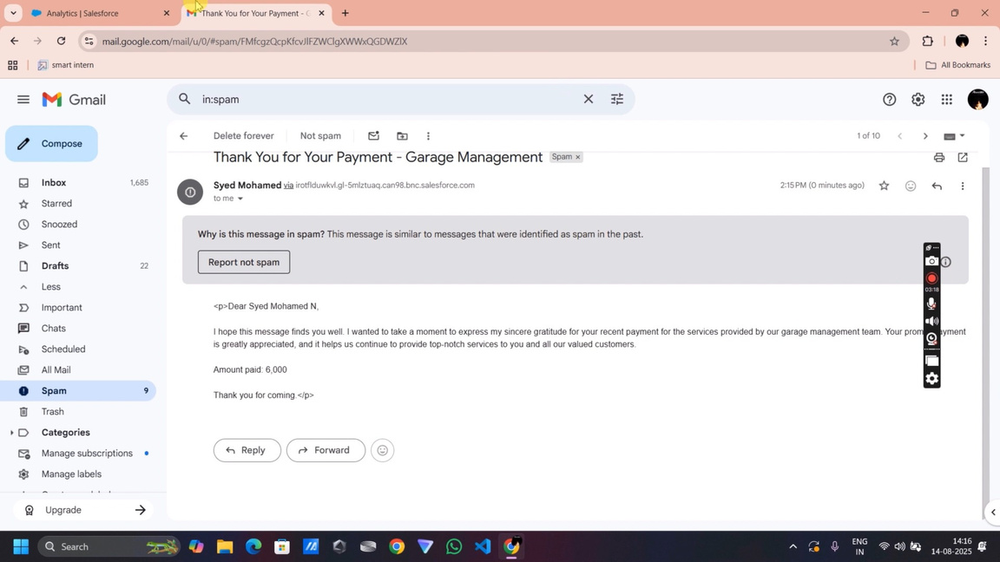 Analytics | Salesforce
Thank You for Your Payment - G
mail.google.com/mail/u/0/#spam/FMfcgzQcpKfcvJlFZWClgXWWxQGDWZlX
smart intern
All Bookmarks
Gmail
in:spam
Compose
Delete forever
Not spam
1 of 10
Thank You for Your Payment - Garage Management
Spam ×
Inbox 1,685
Starred
Snoozed
Sent
Drafts 22
Less
Important
Chats
Scheduled
All Mail
Spam 9
Trash
Categories
Manage subscriptions
Manage labels
Upgrade
Syed Mohamed via irotflduwkvl.gl-5mlztuaq.can98.bnc.salesforce.com
2:15 PM (0 minutes ago)
to me
Why is this message in spam? This message is similar to messages that were identified as spam in the past.
Report not spam
<p>Dear Syed Mohamed N,
I hope this message finds you well. I wanted to take a moment to express my sincere gratitude for your recent payment for the services provided by our garage management team. Your
is greatly appreciated, and it helps us continue to provide top-notch services to you and all our valued customers.
Amount paid: 6,000
Thank you for coming.</p>
Reply
Forward
03:18
Search
ENG
IN
14:16
14-08-2025